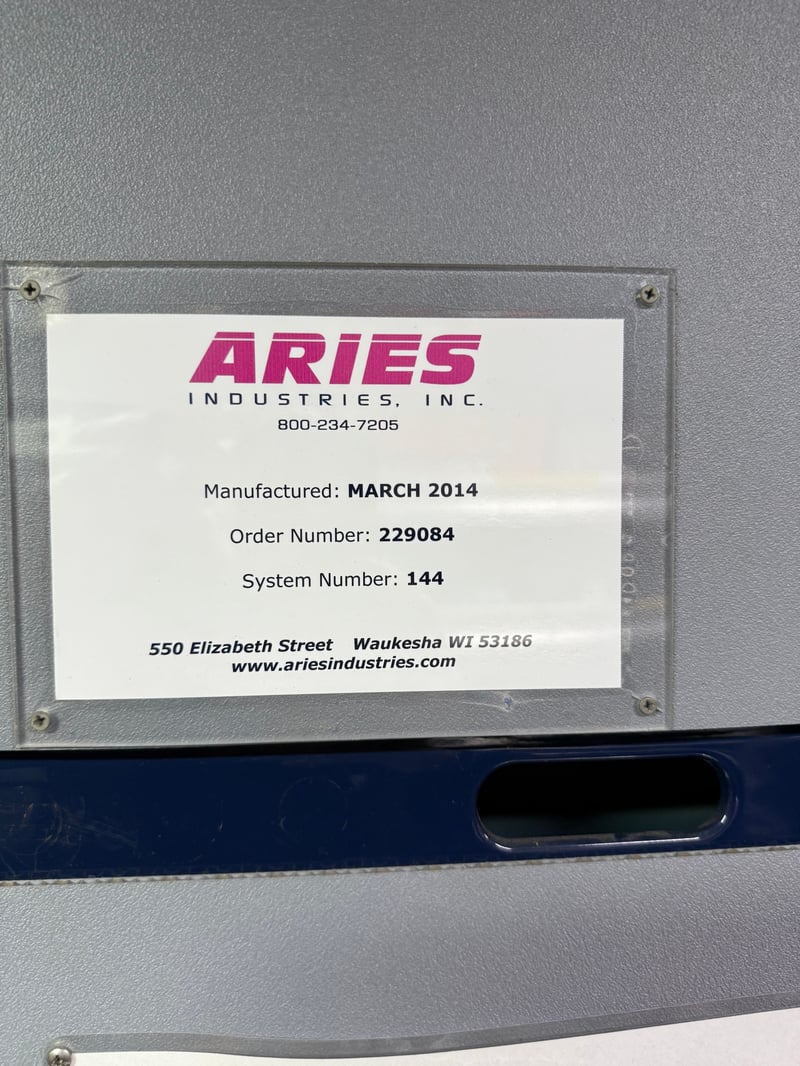 ARIES
INDUSTRIES, INC.
800-234-7205
Manufactured: MARCH 2014
Order Number: 229084
System Number: 144
550 Elizabeth Street Waukesha WI 53186
www.ariesindustries.com